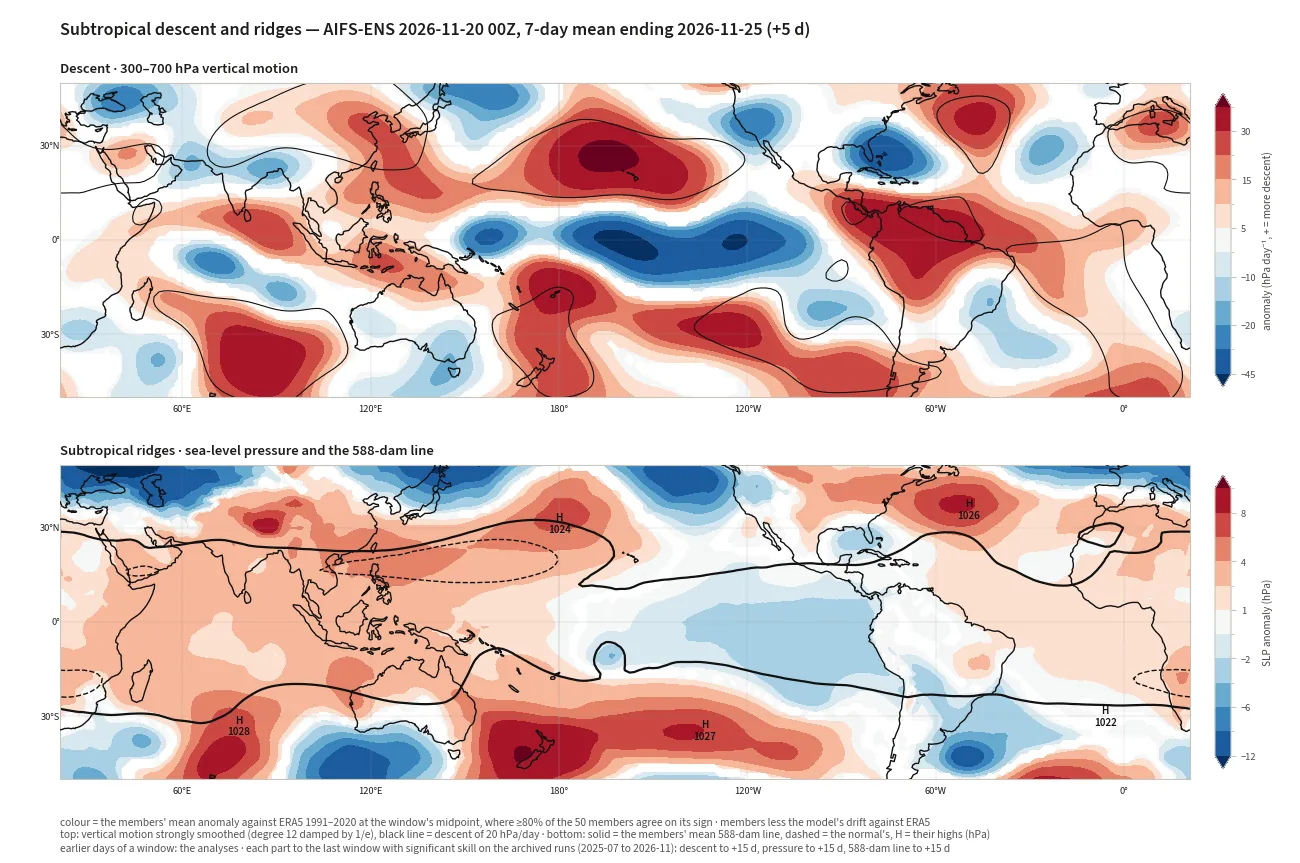 Subtropical descent and ridges — AIFS-ENS 2026-11-20 00Z, 7-day mean ending 2026-11-25 (+5 d)
Descent · 300–700 hPa vertical motion
30°N
0°
30°S
60°E
120°E
180°
120°W
60°W
0°
30
15
5
−10
−20
−45
anomaly (hPa day⁻¹, + = more descent)
Subtropical ridges · sea-level pressure and the 588-dam line
30°N
0°
30°S
H
1024
H
1026
H
1028
H
1027
H
1022
60°E
120°E
180°
120°W
60°W
0°
8
4
1
−2
−6
−12
SLP anomaly (hPa)
colour = the members' mean anomaly against ERA5 1991–2020 at the window's midpoint, where ≥80% of the 50 members agree on its sign · members less the model's drift against ERA5
top: vertical motion strongly smoothed (degree 12 damped by 1/e), black line = descent of 20 hPa/day · bottom: solid = the members' mean 588-dam line, dashed = the normal's, H = their highs (hPa)
earlier days of a window: the analyses · each part to the last window with significant skill on the archived runs (2025-07 to 2026-11): descent to +15 d, pressure to +15 d, 588-dam line to +15 d